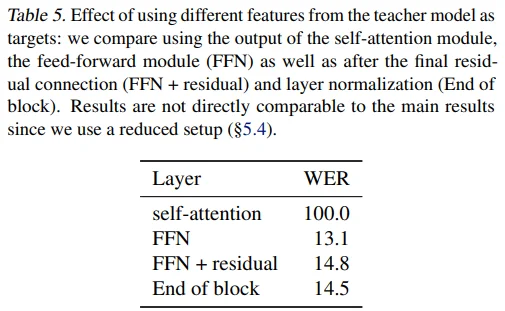 Table 5. Effect of using different features from the teacher model as
targets: we compare using the output of the self-attention module,
the feed-forward module (FFN) as well as after the final resid-
ual connection (FFN + residual) and layer normalization (End of
block). Results are not directly comparable to the main results
since we use a reduced setup (§5.4).
Layer WER
self-attention 100.0
FFN 13.1
FFN + residual 14.8
End of block 14.5